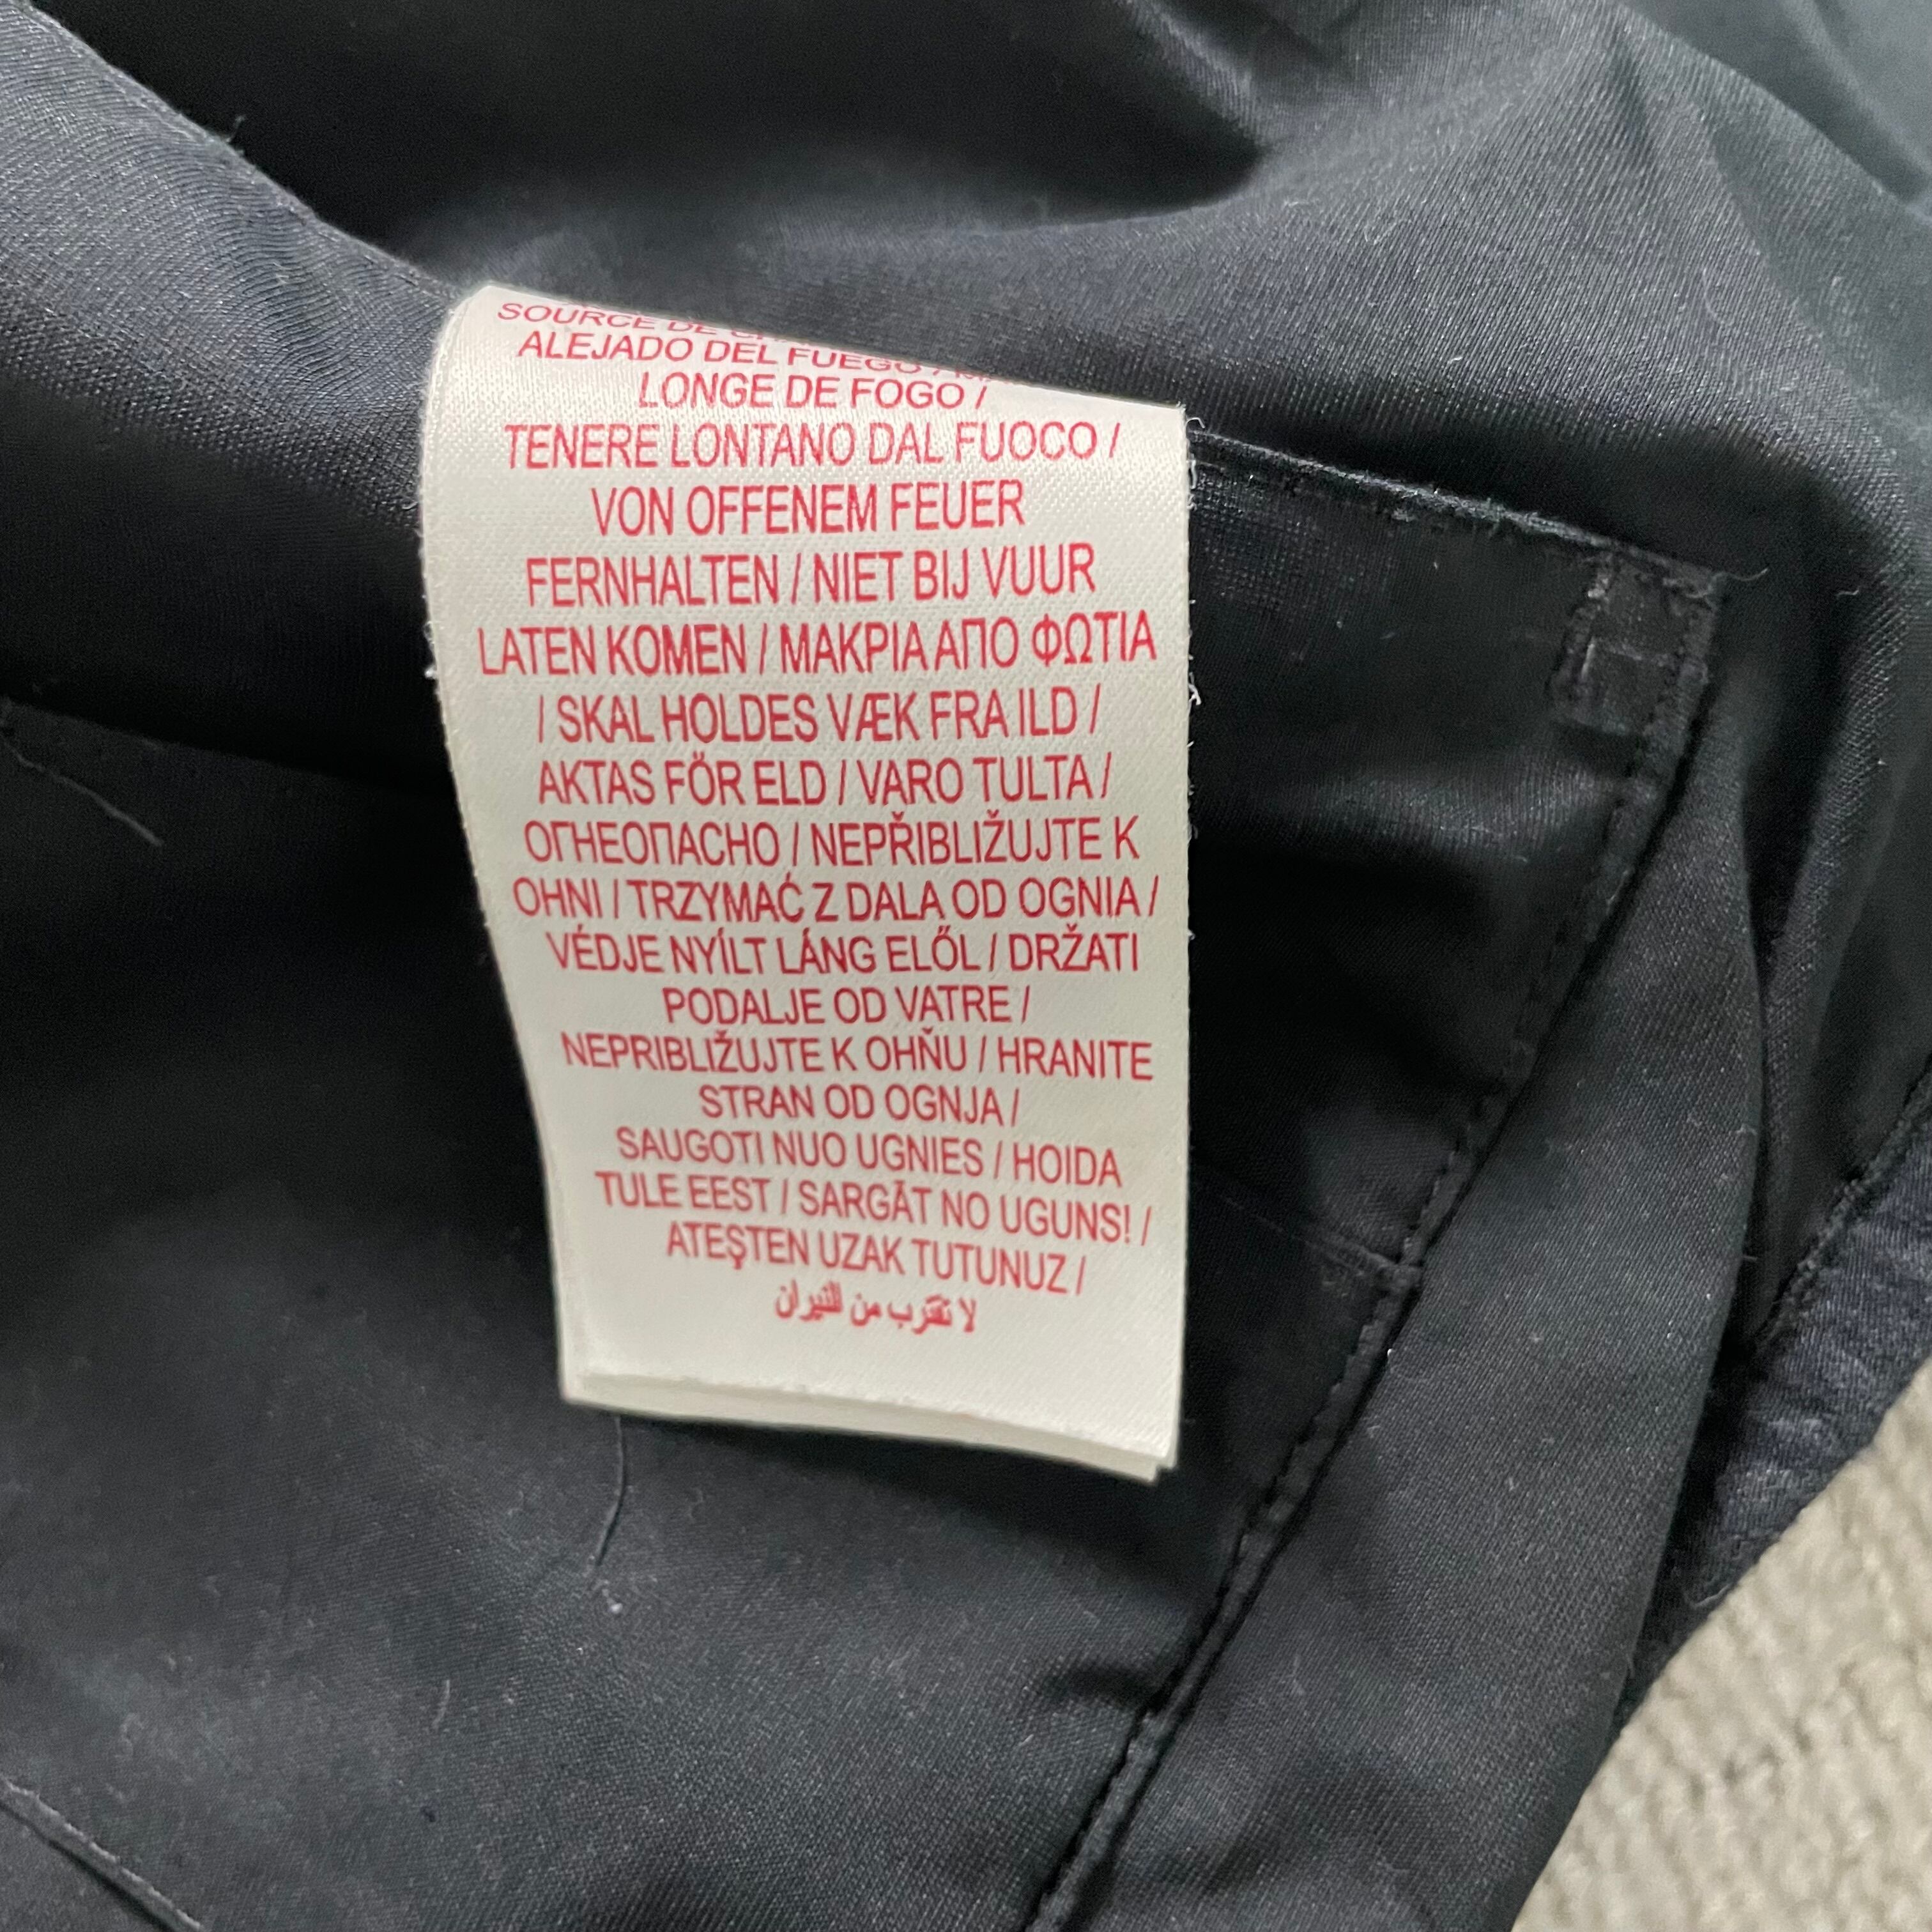 SOURCE DE
ALEJADO DEL FUEGO /
LONGE DE FOGO /
TENERE LONTANO DAL FUOCO /
VON OFFENEM FEUER
FERNHALTEN / NIET BIJ VUUR
LATEN KOMEN / ΜΑΚΡΙΑ ΑΠΟ ΦΩΤΙΑ
/ SKAL HOLDES VÆK FRA ILD /
AKTAS FÖR ELD / VARO TULTA /
ОГНЕОПАСНО / NEPŘIBLIŽUJTE K
OHNI / TRZYMAĆ Z DALA OD OGNIA /
VÉDJE NYÍLT LÁNG ELŐL / DRŽATI
PODALJE OD VATRE /
NEPRIBLIŽUJTE K OHŇU / HRANITE
STRAN OD OGNJA /
SAUGOTI NUO UGNIES / HOIDA
TULE EEST / SARGĀT NO UGUNS! /
ATEŞTEN UZAK TUTUNUZ /
لا تقترب من النيران